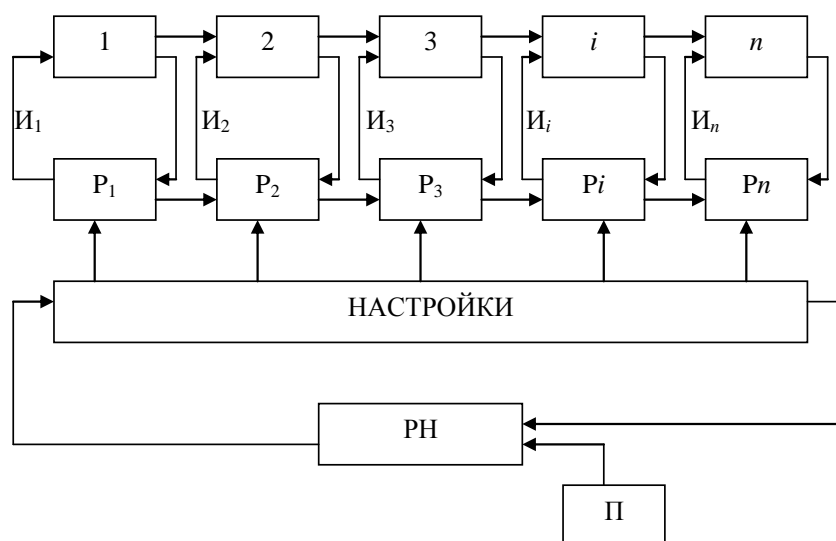 1 2 3 i n
И₁ И₂ И₃ Иᵢ Иₙ
Р₁ Р₂ Р₃ Рi Рn
НАСТРОЙКИ
РН
П